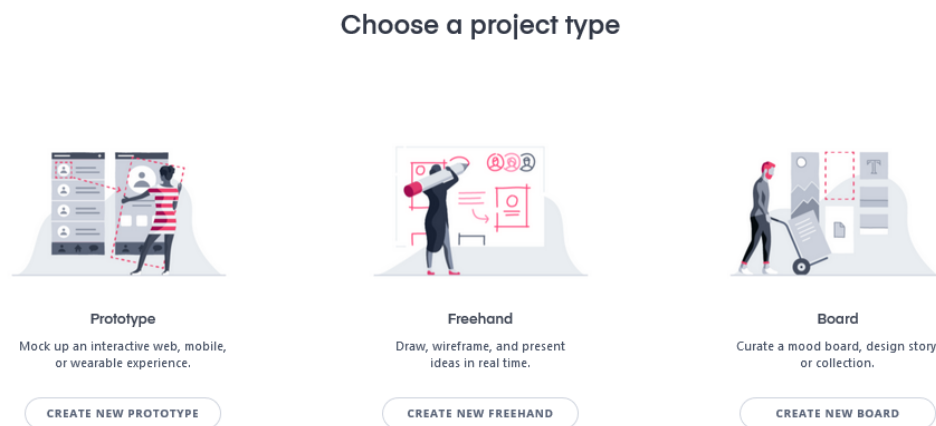 Choose a project type
Prototype
Mock up an interactive web, mobile,
or wearable experience.
CREATE NEW PROTOTYPE
Freehand
Draw, wireframe, and present
ideas in real time.
CREATE NEW FREEHAND
T
Board
Curate a mood board, design story
or collection.
CREATE NEW BOARD